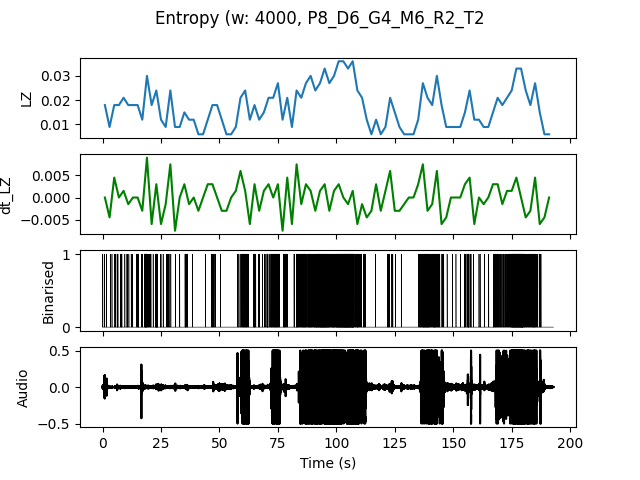 Entropy (w: 4000, P8_D6_G4_M6_R2_T2
LZ
0.03
0.02
0.01
dt_LZ
0.005
0.000
−0.005
Binarised
1
0
Audio
0.5
0.0
−0.5
0 25 50 75 100 125 150 175 200
Time (s)